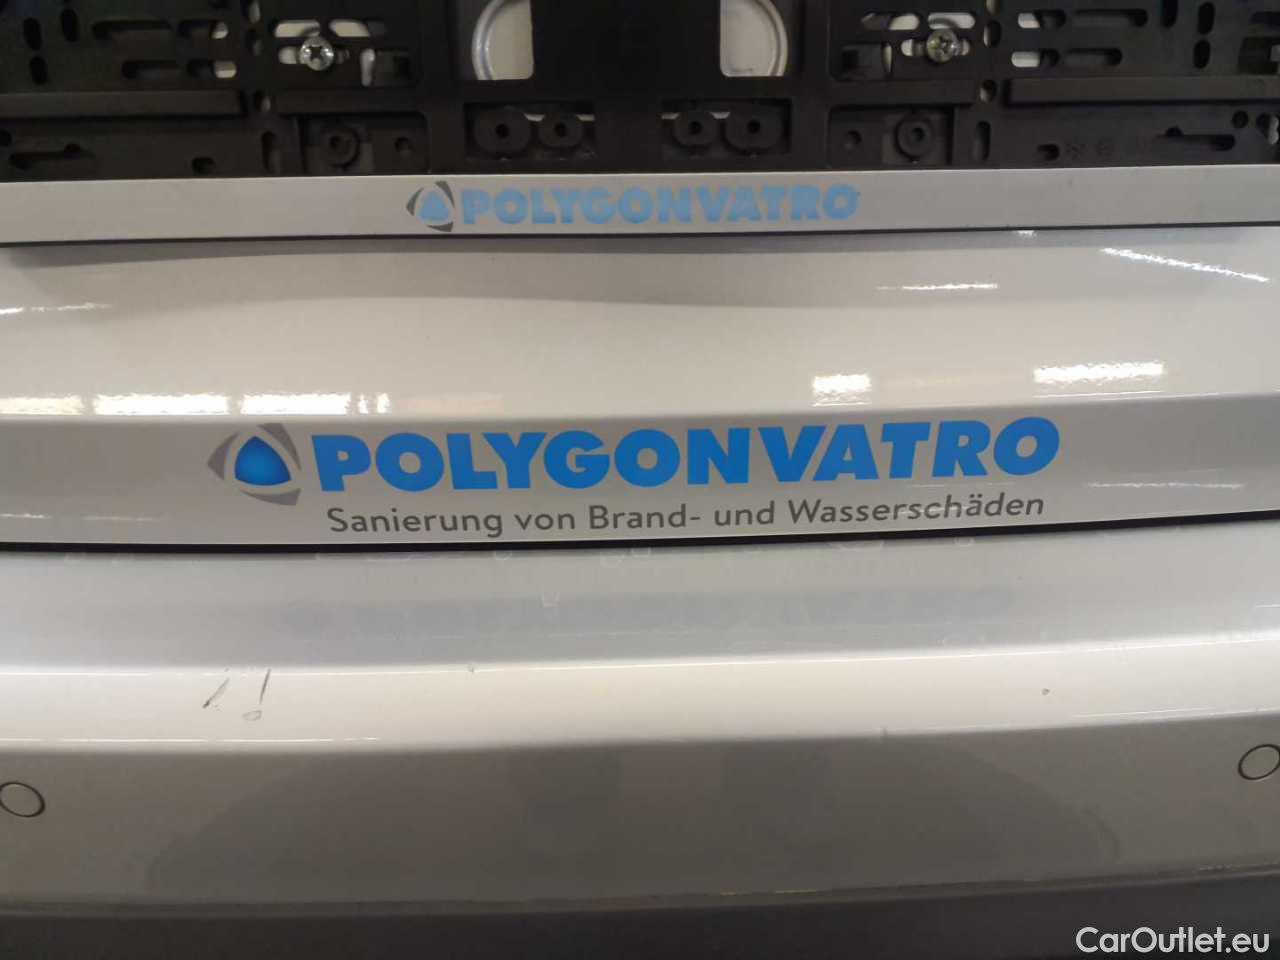 POLYGONVATRO
POLYGONVATRO
Sanierung von Brand- und Wasserschäden
CarOutlet.eu